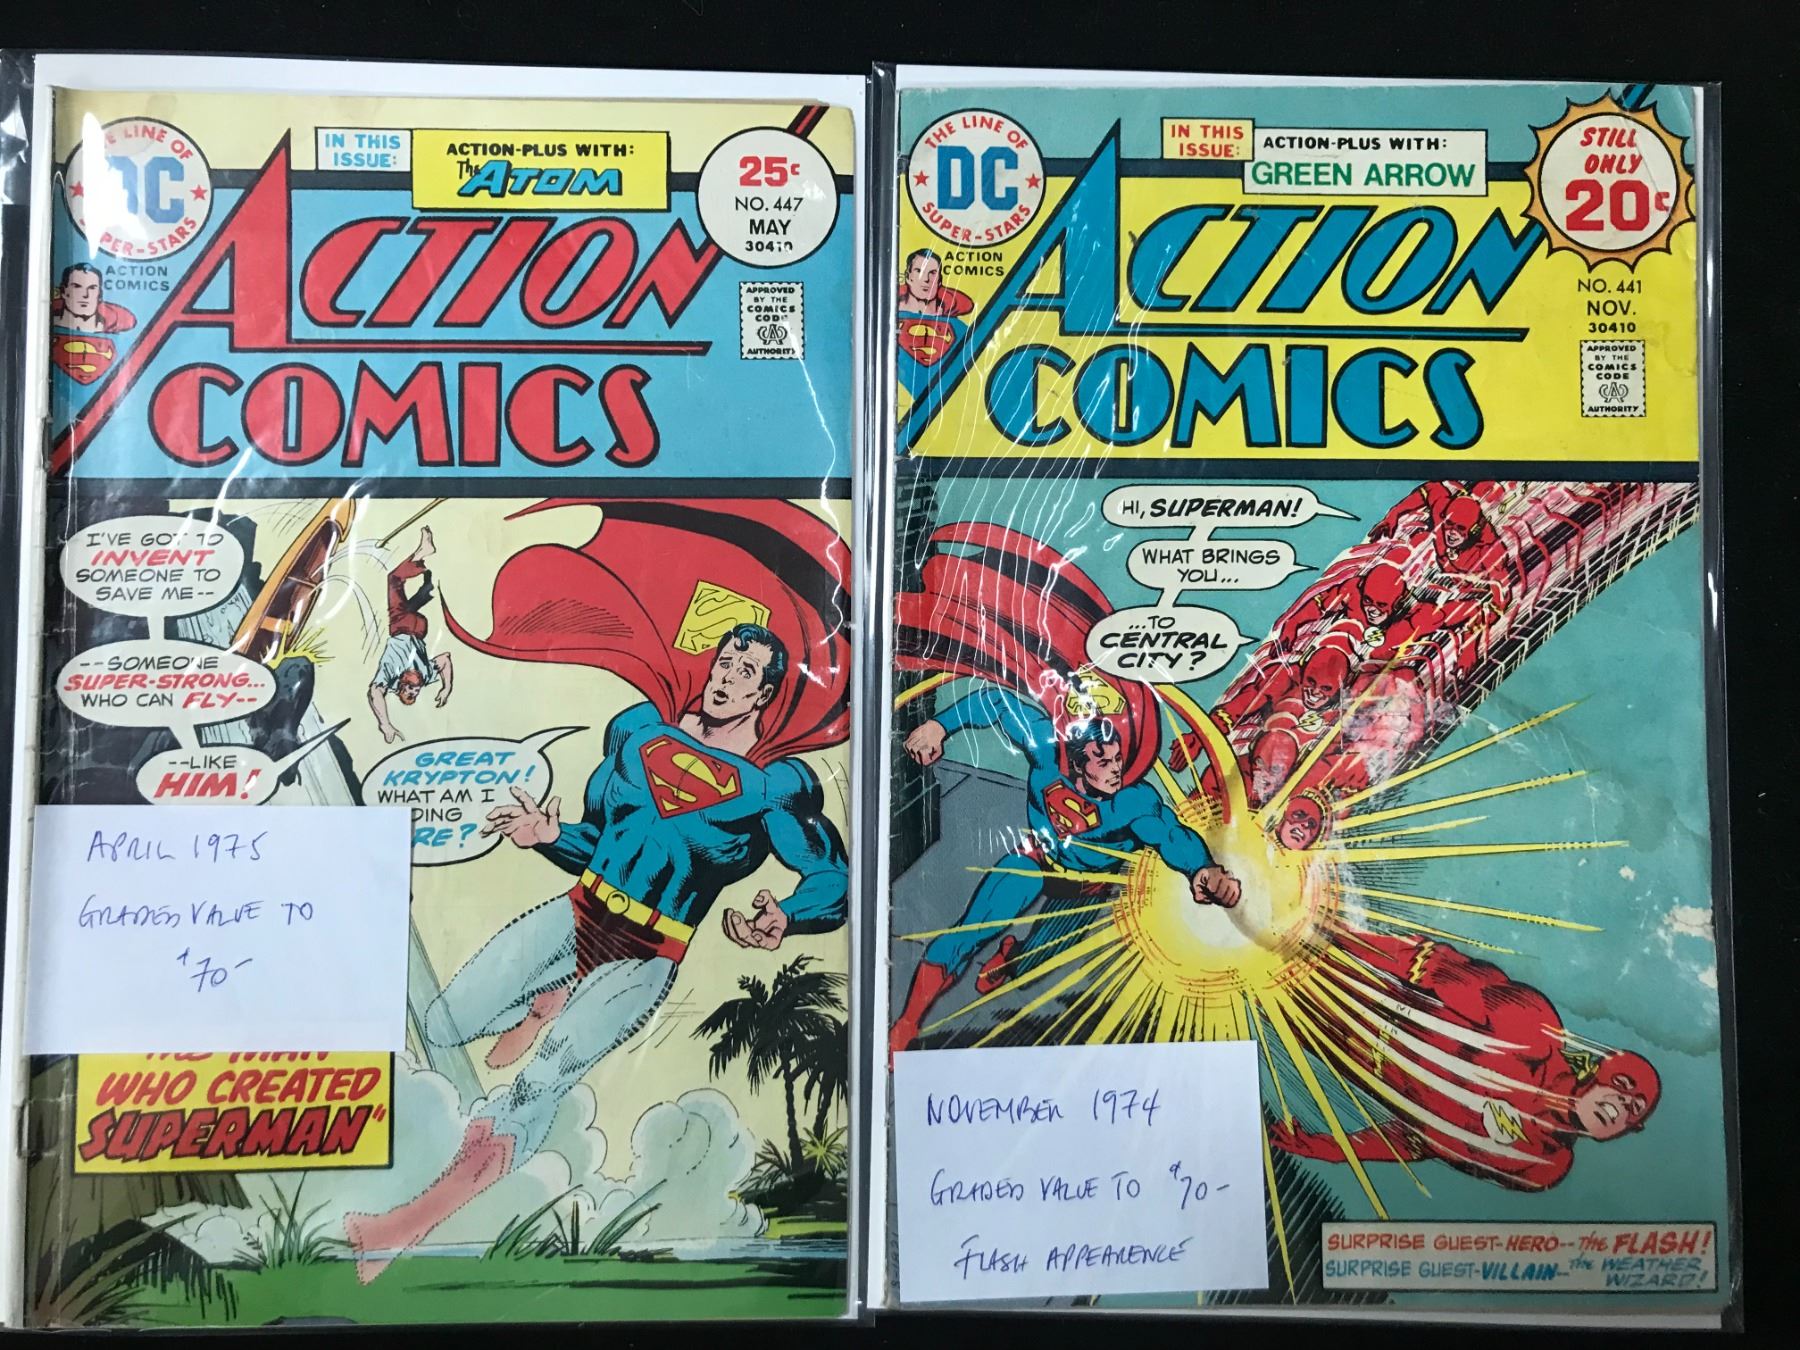 THE LINE OF
DC
SUPER-STARS
ACTION
COMICS
IN THIS
ISSUE:
ACTION-PLUS WITH:
The ATOM
25¢
NO. 447
MAY
30410
APPROVED
BY THE
COMICS
CODE
AUTHORITY
ACTION
COMICS
I'VE GOT TO
INVENT
SOMEONE TO
SAVE ME--
--SOMEONE
SUPER-STRONG...
WHO CAN FLY--
--LIKE
HIM!
GREAT
KRYPTON!
WHAT AM I
DING
RE?
APRIL 1975
GRADED VALUE TO
$70-
THE MAN
WHO CREATED
SUPERMAN"
THE LINE OF
DC
SUPER-STARS
ACTION
COMICS
IN THIS
ISSUE:
ACTION-PLUS WITH:
GREEN ARROW
STILL
ONLY
20¢
NO. 441
NOV.
30410
APPROVED
BY THE
COMICS
CODE
AUTHORITY
ACTION
COMICS
HI, SUPERMAN!
WHAT BRINGS
YOU...
...TO
CENTRAL
CITY?
NOVEMBER 1974
GRADED VALUE TO $70-
FLASH APPEARENCE
SURPRISE GUEST-HERO--THE FLASH!
SURPRISE GUEST-VILLAIN--THE WEATHER
WIZARD!